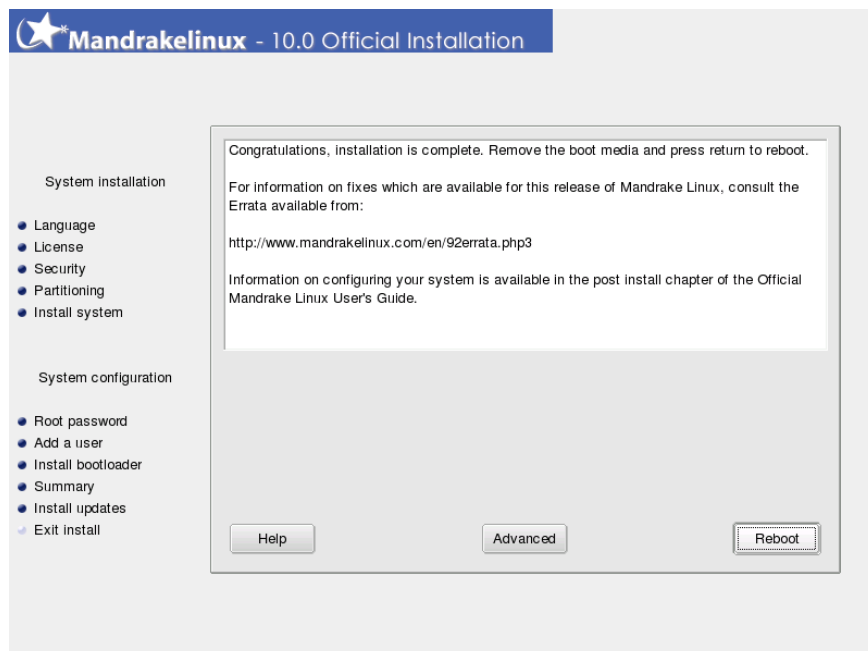 Mandrakelinux - 10.0 Official Installation
System installation
Language
License
Security
Partitioning
Install system
System configuration
Root password
Add a user
Install bootloader
Summary
Install updates
Exit install
Congratulations, installation is complete. Remove the boot media and press return to reboot.
For information on fixes which are available for this release of Mandrake Linux, consult the
Errata available from:
http://www.mandrakelinux.com/en/92errata.php3
Information on configuring your system is available in the post install chapter of the Official
Mandrake Linux User's Guide.
Help
Advanced
Reboot